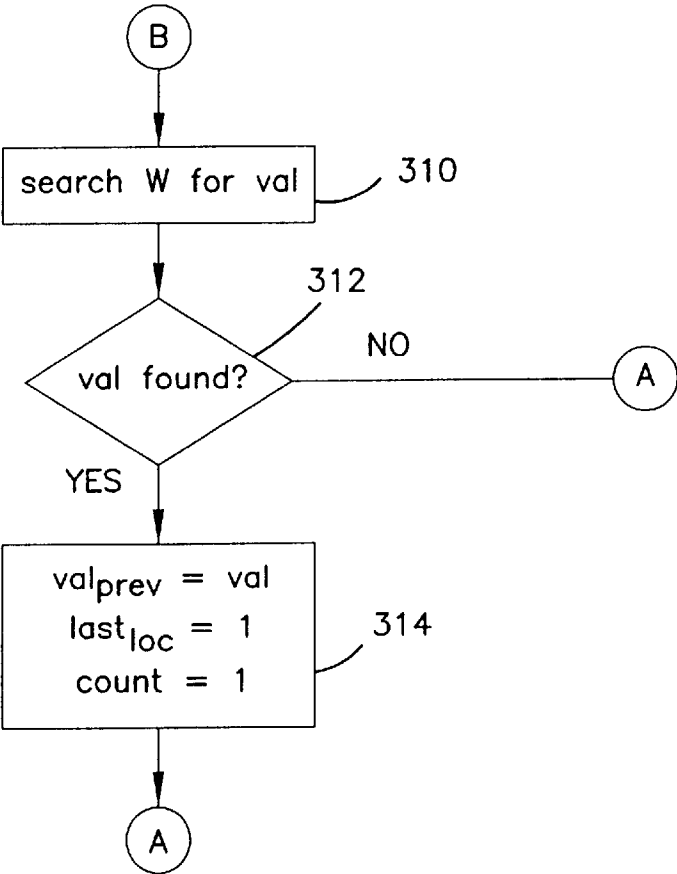 B
search W for val
310
312
val found?
NO
A
YES
valprev = val
lastloc = 1
count = 1
314
A